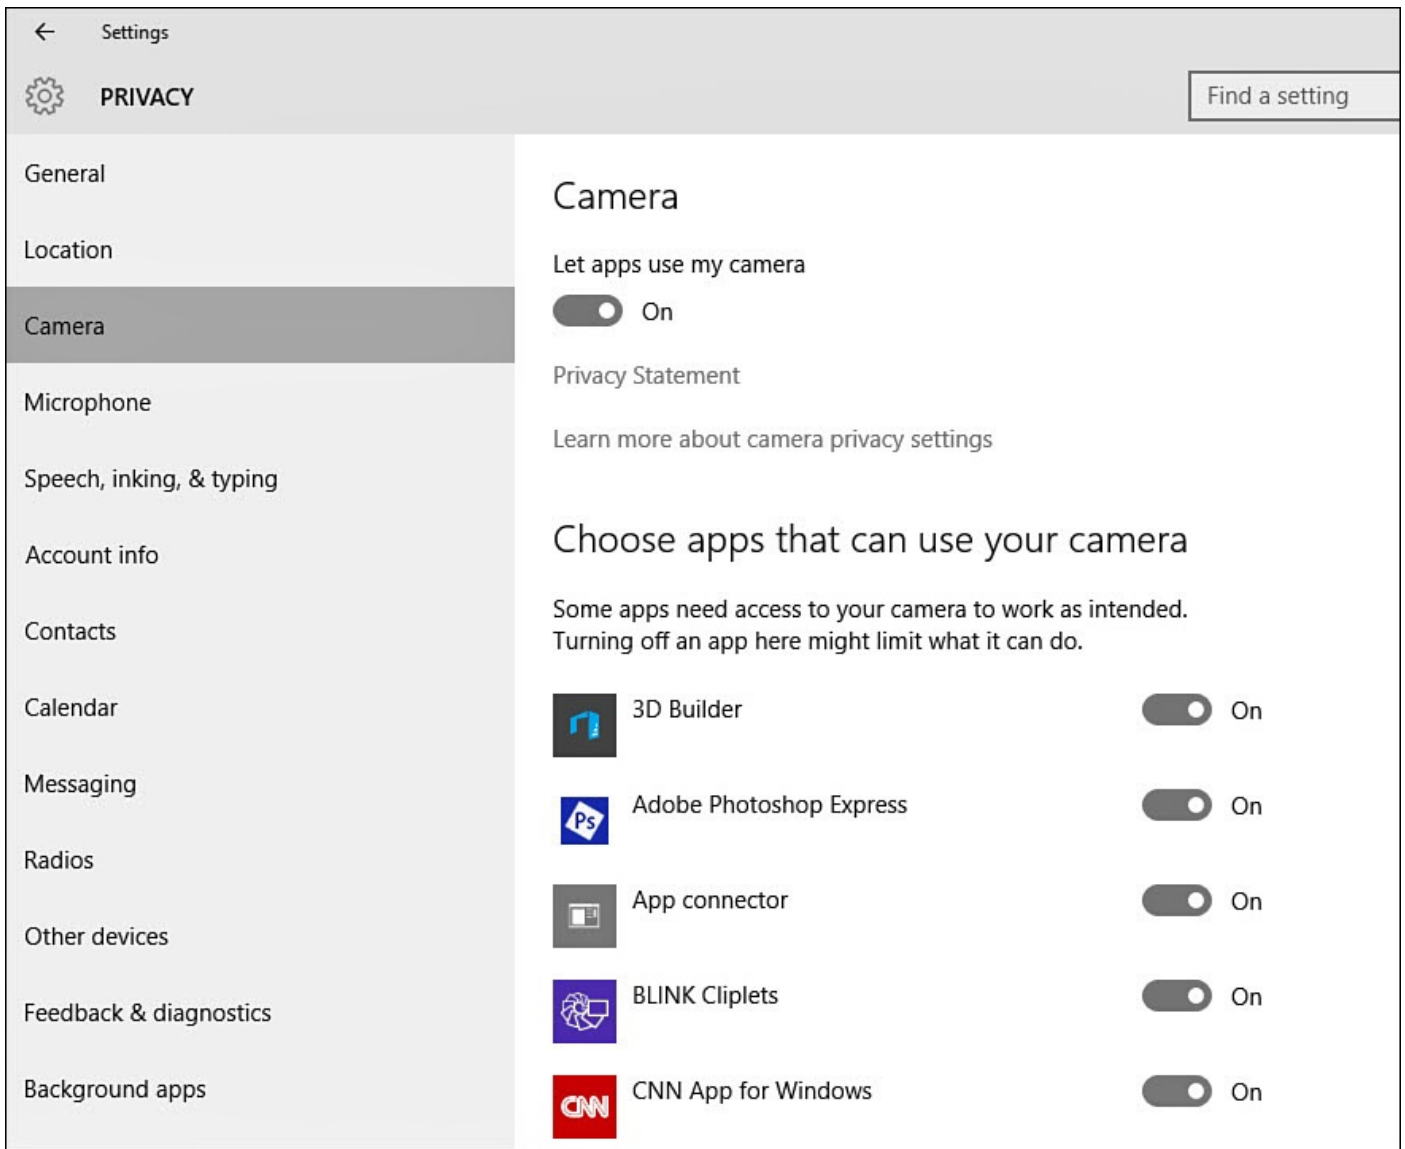 Settings
PRIVACY
Find a setting
General
Location
Camera
Microphone
Speech, inking, & typing
Account info
Contacts
Calendar
Messaging
Radios
Other devices
Feedback & diagnostics
Background apps
Camera
Let apps use my camera
On
Privacy Statement
Learn more about camera privacy settings
Choose apps that can use your camera
Some apps need access to your camera to work as intended.
Turning off an app here might limit what it can do.
3D Builder On
Ps Adobe Photoshop Express On
App connector On
BLINK Cliplets On
CNN CNN App for Windows On